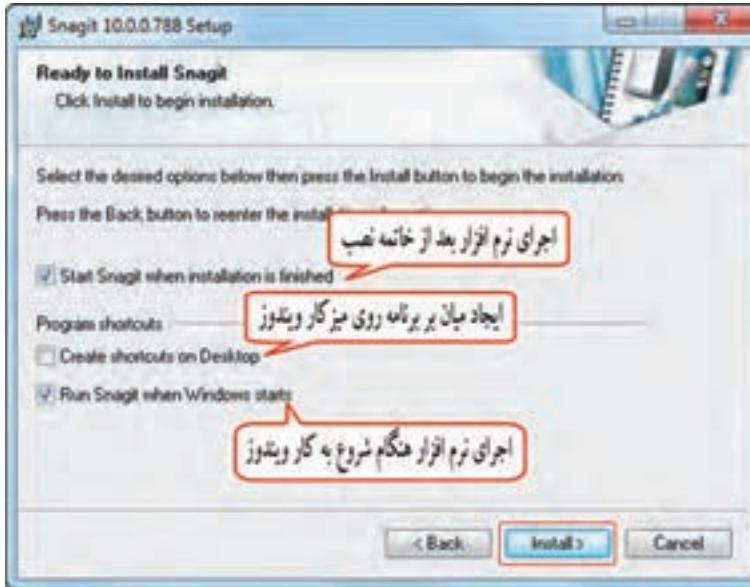 Snagit 10.0.0.788 Setup
Ready to Install Snagit
Click Install to begin installation.
Select the desired options below then press the Install button to begin the installation
Press the Back button to reenter the install
اجرای نرم افزار بعد از خاتمه نصب
Start Snagit when installation is finished
ایجاد میان بر برنامه روی میز کار ویندوز
Program shortcuts
Create shortcuts on Desktop
Run Snagit when Windows starts
اجرای نرم افزار هنگام شروع به کار ویندوز
< Back
Install >
Cancel